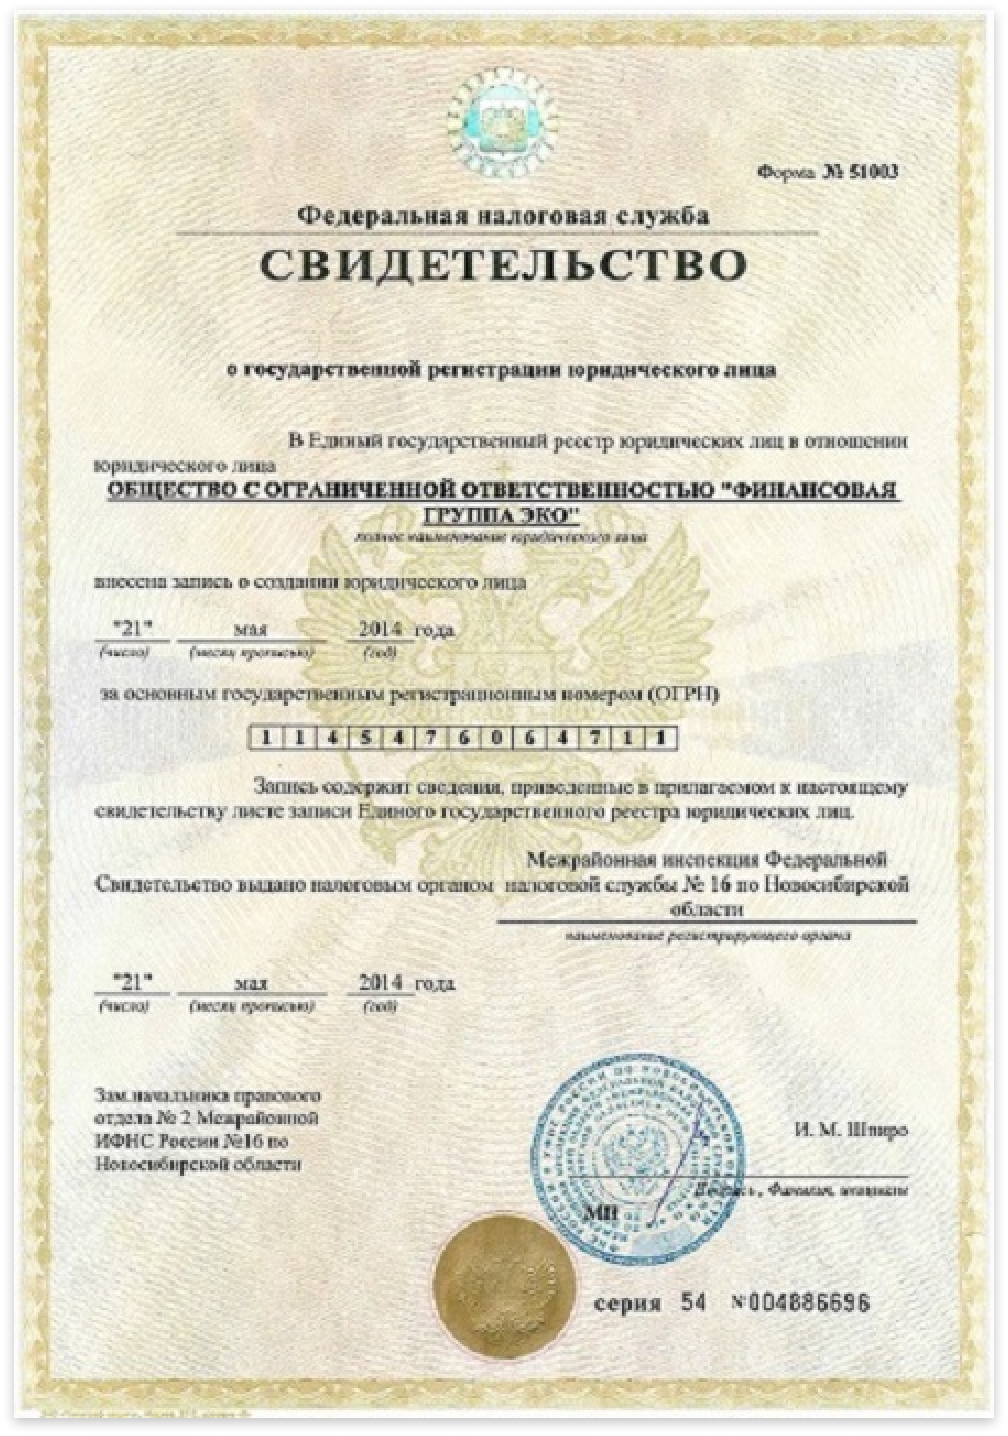 Форма № 51003
Федеральная налоговая служба
СВИДЕТЕЛЬСТВО
о государственной регистрации юридического лица
В Единый государственный реестр юридических лиц в отношении
юридического лица
ОБЩЕСТВО С ОГРАНИЧЕННОЙ ОТВЕТСТВЕННОСТЬЮ "ФИНАНСОВАЯ
ГРУППА ЭКО"
полное наименование юридического лица
внесена запись о создании юридического лица
"21" мая 2014 года
(число) (месяц прописью) (год)
за основным государственным регистрационным номером (ОГРН)
1 1 4 5 4 7 6 0 6 4 7 1 1
Запись содержит сведения, приведенные в прилагаемом к настоящему
свидетельству листе записи Единого государственного реестра юридических лиц.
Межрайонная инспекция Федеральной
Свидетельство выдано налоговым органом налоговой службы № 16 по Новосибирской
области
наименование регистрирующего органа
"21" мая 2014 года
(число) (месяц прописью) (год)
Зам.начальника правового
отдела № 2 Межрайонной
ИФНС России №16 по
Новосибирской области
И. М. Шпиро
Подпись, Фамилия, инициалы
МП
серия 54 №004886696